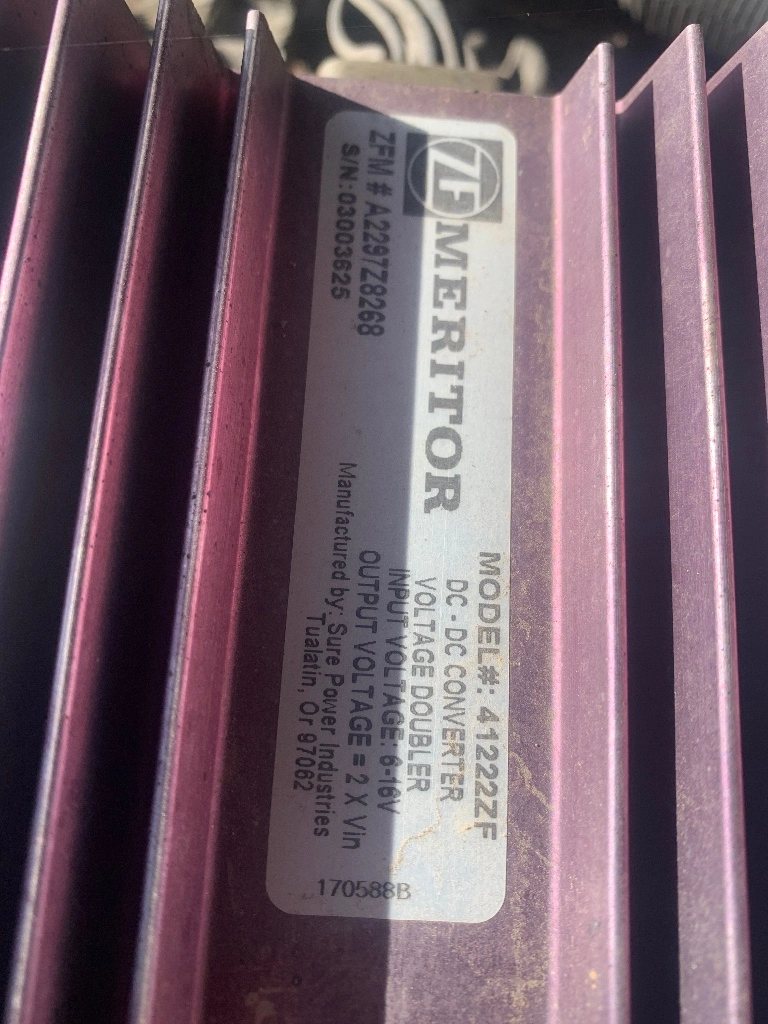 ZF MERITOR
ZFM # A2297Z8268
S/N: 03003625
MODEL#: 41222ZF
DC - DC CONVERTER
VOLTAGE DOUBLER
INPUT VOLTAGE: 6-16V
OUTPUT VOLTAGE = 2 X Vin
Manufactured by: Sure Power Industries
Tualatin, Or 97062
170588B